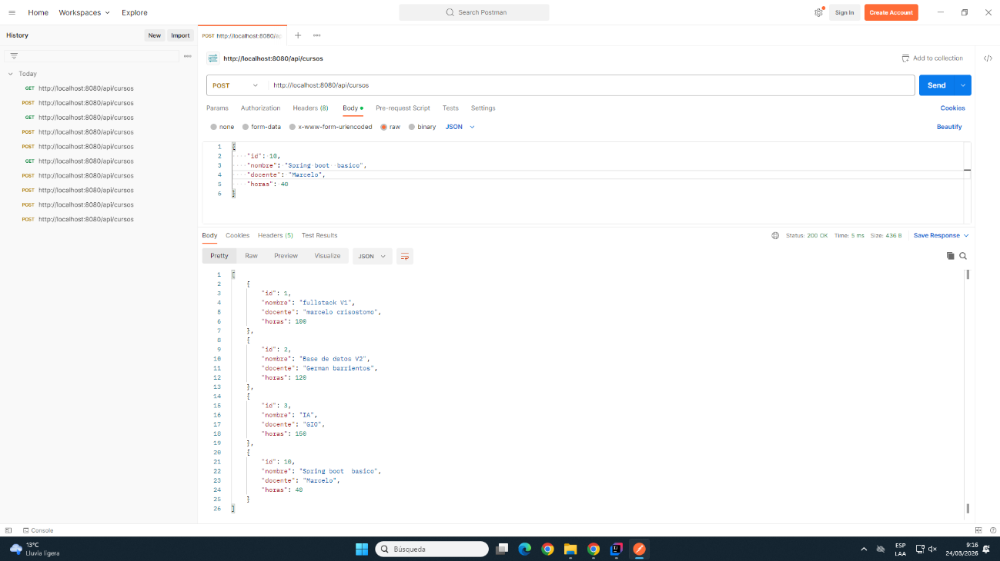 Home Workspaces Explore Search Postman Sign In Create Account
History New Import POST http://localhost:8080/ap
http://localhost:8080/api/cursos Add to collection
Today
GET http://localhost:8080/api/cursos
POST http://localhost:8080/api/cursos
GET http://localhost:8080/api/cursos
POST http://localhost:8080/api/cursos
POST http://localhost:8080/api/cursos
GET http://localhost:8080/api/cursos
POST http://localhost:8080/api/cursos
POST http://localhost:8080/api/cursos
POST http://localhost:8080/api/cursos
POST http://localhost:8080/api/cursos
POST http://localhost:8080/api/cursos Send
Params Authorization Headers (8) Body Pre-request Script Tests Settings Cookies
none form-data x-www-form-urlencoded raw binary JSON Beautify
1 {
2 "id": 10,
3 "nombre": "Spring boot  basico",
4 "docente": "Marcelo",
5 "horas": 40
6 }
Body Cookies Headers (5) Test Results Status: 200 OK Time: 5 ms Size: 436 B Save Response
Pretty Raw Preview Visualize JSON
1 [
2 {
3 "id": 1,
4 "nombre": "fullstack V1",
5 "docente": "marcelo crisostomo",
6 "horas": 100
7 },
8 {
9 "id": 2,
10 "nombre": "Base de datos V2",
11 "docente": "German barrientos",
12 "horas": 120
13 },
14 {
15 "id": 3,
16 "nombre": "IA",
17 "docente": "GIO",
18 "horas": 150
19 },
20 {
21 "id": 10,
22 "nombre": "Spring boot  basico",
23 "docente": "Marcelo",
24 "horas": 40
25 }
26 ]
Console
13°C
Lluvia ligera
Búsqueda
ESP
LAA
9:16
24/03/2026